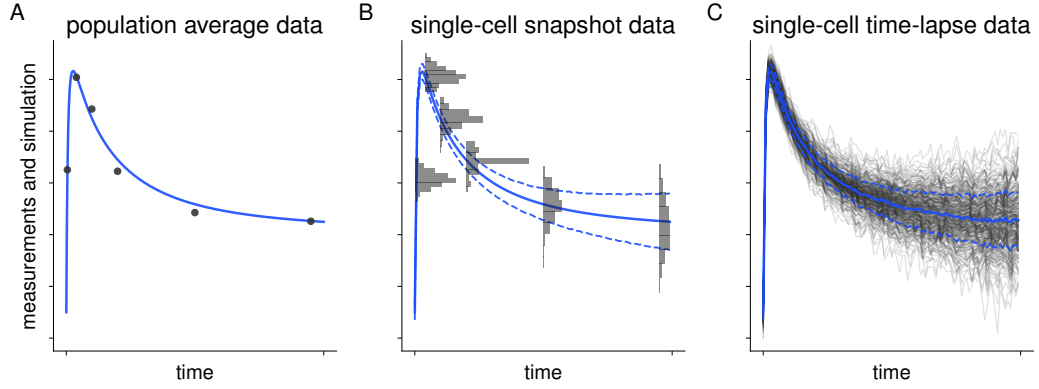 A
population average data
measurements and simulation
time
B
single-cell snapshot data
time
C
single-cell time-lapse data
time